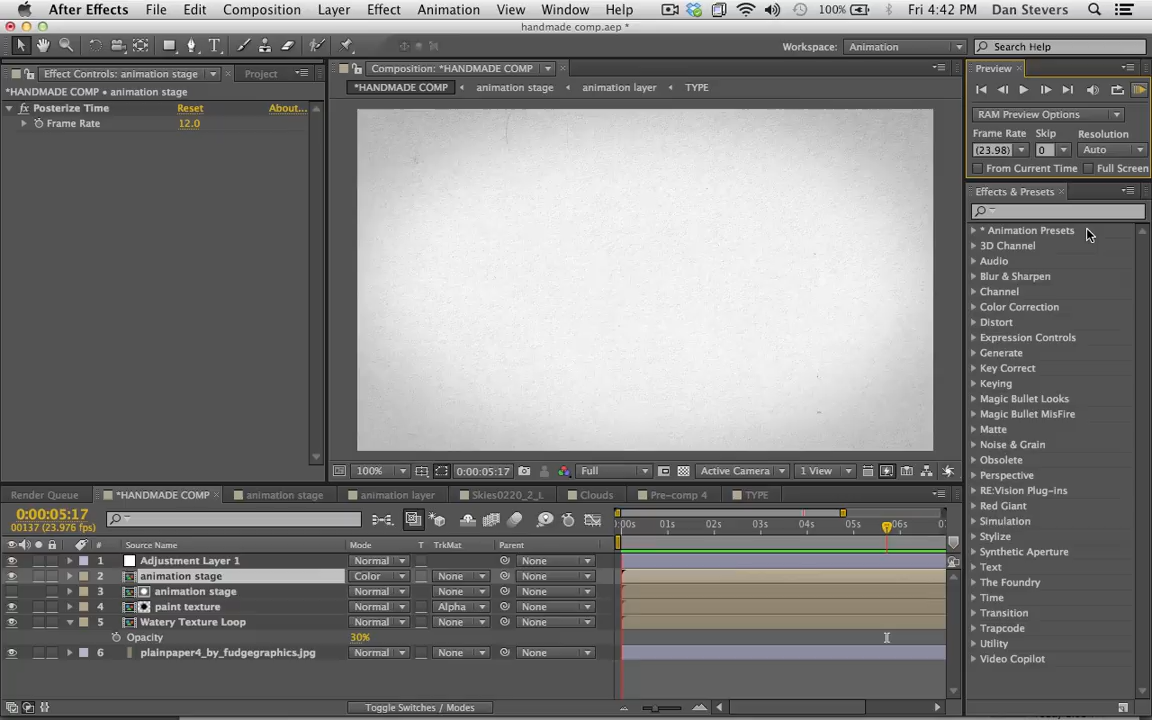 After Effects File Edit Composition Layer Effect Animation View Window Help 100% Fri 4:42 PM Dan Stevens
handmade comp.aep *
Workspace: Animation Search Help
Effect Controls: animation stage Project
*HANDMADE COMP • animation stage
fx Posterize Time Reset About...
Frame Rate 12.0
Composition: *HANDMADE COMP
*HANDMADE COMP animation stage animation layer TYPE
100% 0:00:05:17 Full Active Camera 1 View
Preview
RAM Preview Options
Frame Rate Skip Resolution
(23.98) 0 Auto
From Current Time Full Screen
Effects & Presets
* Animation Presets
3D Channel
Audio
Blur & Sharpen
Channel
Color Correction
Distort
Expression Controls
Generate
Key Correct
Keying
Magic Bullet Looks
Magic Bullet MisFire
Matte
Noise & Grain
Obsolete
Perspective
RE:Vision Plug-ins
Red Giant
Simulation
Stylize
Synthetic Aperture
Text
The Foundry
Time
Transition
Trapcode
Utility
Video Copilot
Render Queue *HANDMADE COMP animation stage animation layer Skies0220_2_L Clouds Pre-comp 4 TYPE
0:00:05:17
00137 (23.976 fps)
:00s 01s 02s 03s 04s 05s 06s
# Source Name Mode T TrkMat Parent
1 Adjustment Layer 1 Normal None
2 animation stage Color None None
3 animation stage Normal None None
4 paint texture Normal Alpha None
5 Watery Texture Loop Normal None None
Opacity 30%
6 plainpaper4_by_fudgegraphics.jpg Normal None None
Toggle Switches / Modes